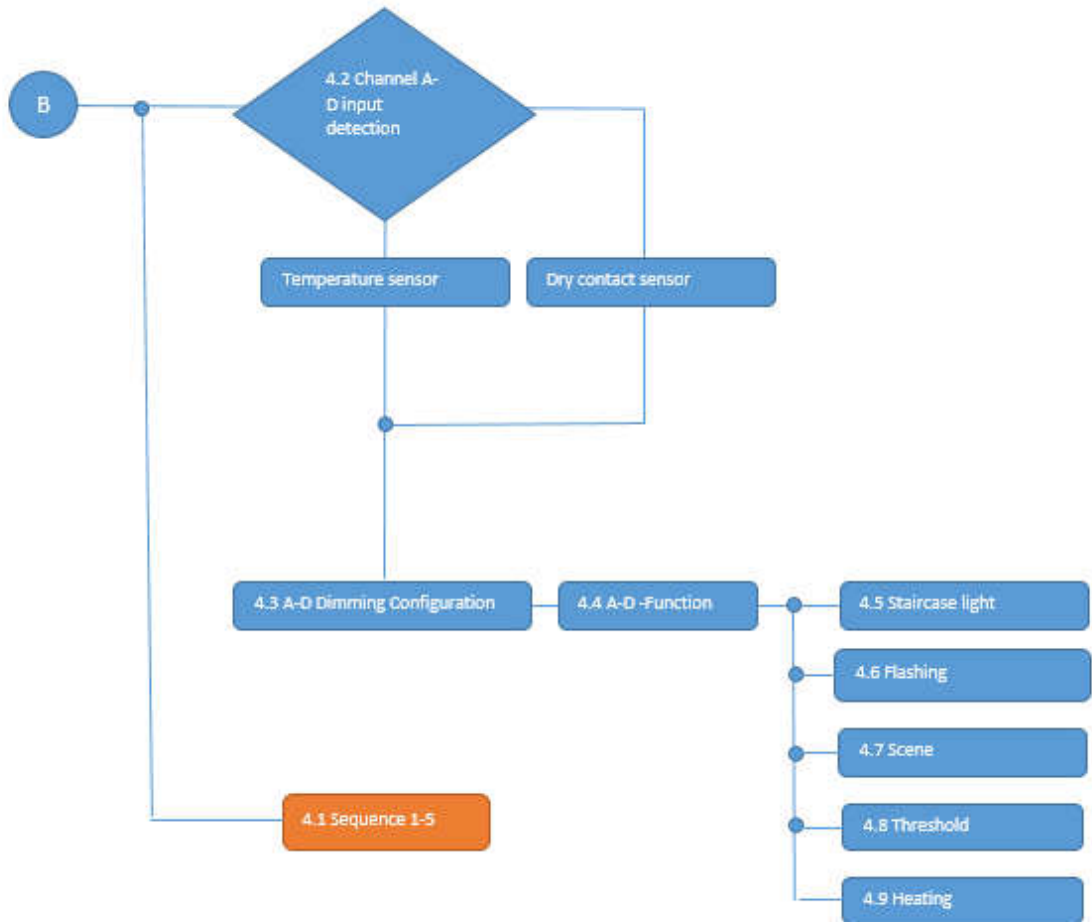 B
4.2 Channel A-
D input
detection
Temperature sensor
Dry contact sensor
4.3 A-D Dimming Configuration
4.4 A-D -Function
4.5 Staircase light
4.6 Flashing
4.7 Scene
4.8 Threshold
4.9 Heating
4.1 Sequence 1-5